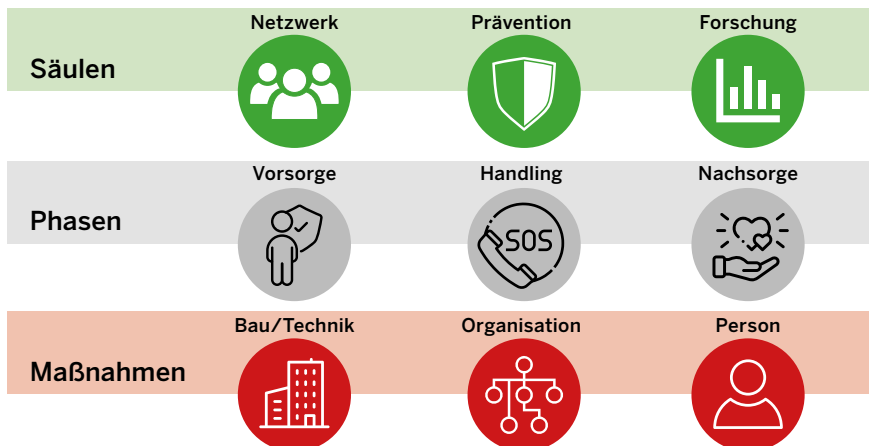 Netzwerk Prävention Forschung
Säulen
Vorsorge Handling Nachsorge
Phasen
SOS
Bau/Technik Organisation Person
Maßnahmen